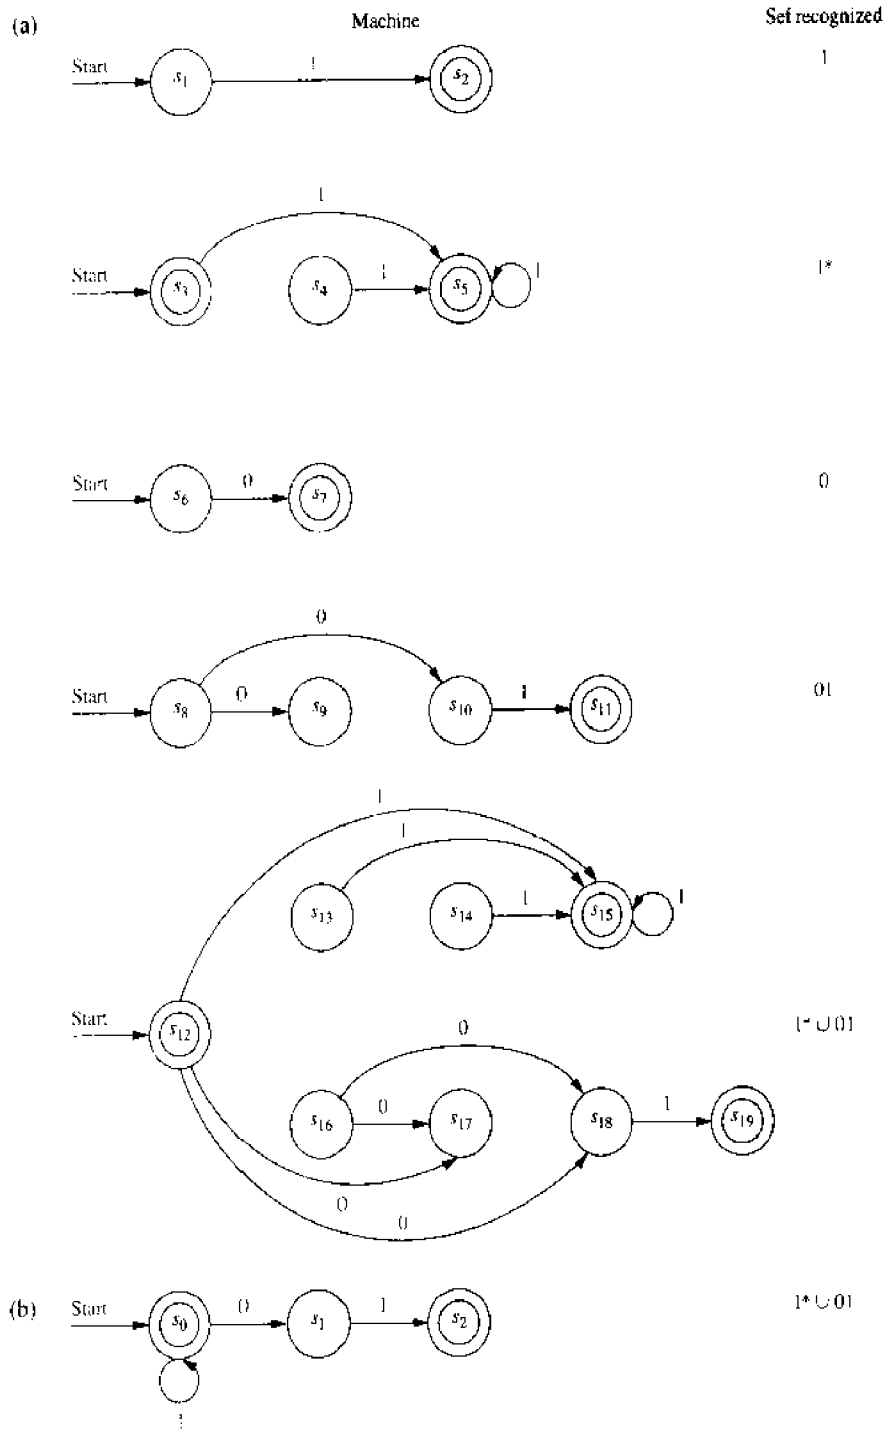 (a) Machine Set recognized
Start s1 1 s2 1
1
Start s3 s4 1 s5 1 1*
Start s6 0 s7 0
0
Start s8 0 s9 s10 1 s11 01
1
1
s13 s14 1 s15 1
Start s12 1* ∪ 01
0
s16 0 s17 s18 1 s19
0
0
(b) Start s0 0 s1 1 s2 1* ∪ 01
1